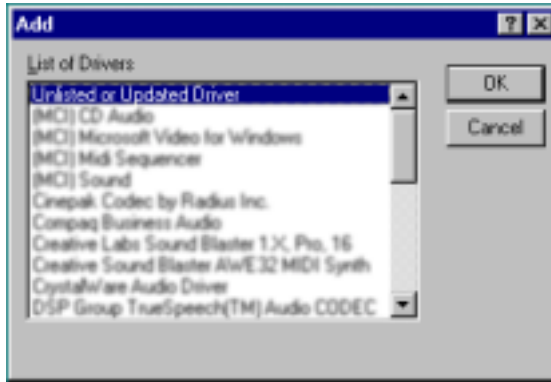 Add
List of Drivers
Unlisted or Updated Driver
(MCI) CD Audio
(MCI) Microsoft Video for Windows
(MCI) Midi Sequencer
(MCI) Sound
Cinepak Codec by Radius Inc.
Compaq Business Audio
Creative Labs Sound Blaster 1.X, Pro, 16
Creative Sound Blaster AWE32 MIDI Synth
CrystalWare Audio Driver
DSP Group TrueSpeech(TM) Audio CODEC
OK
Cancel